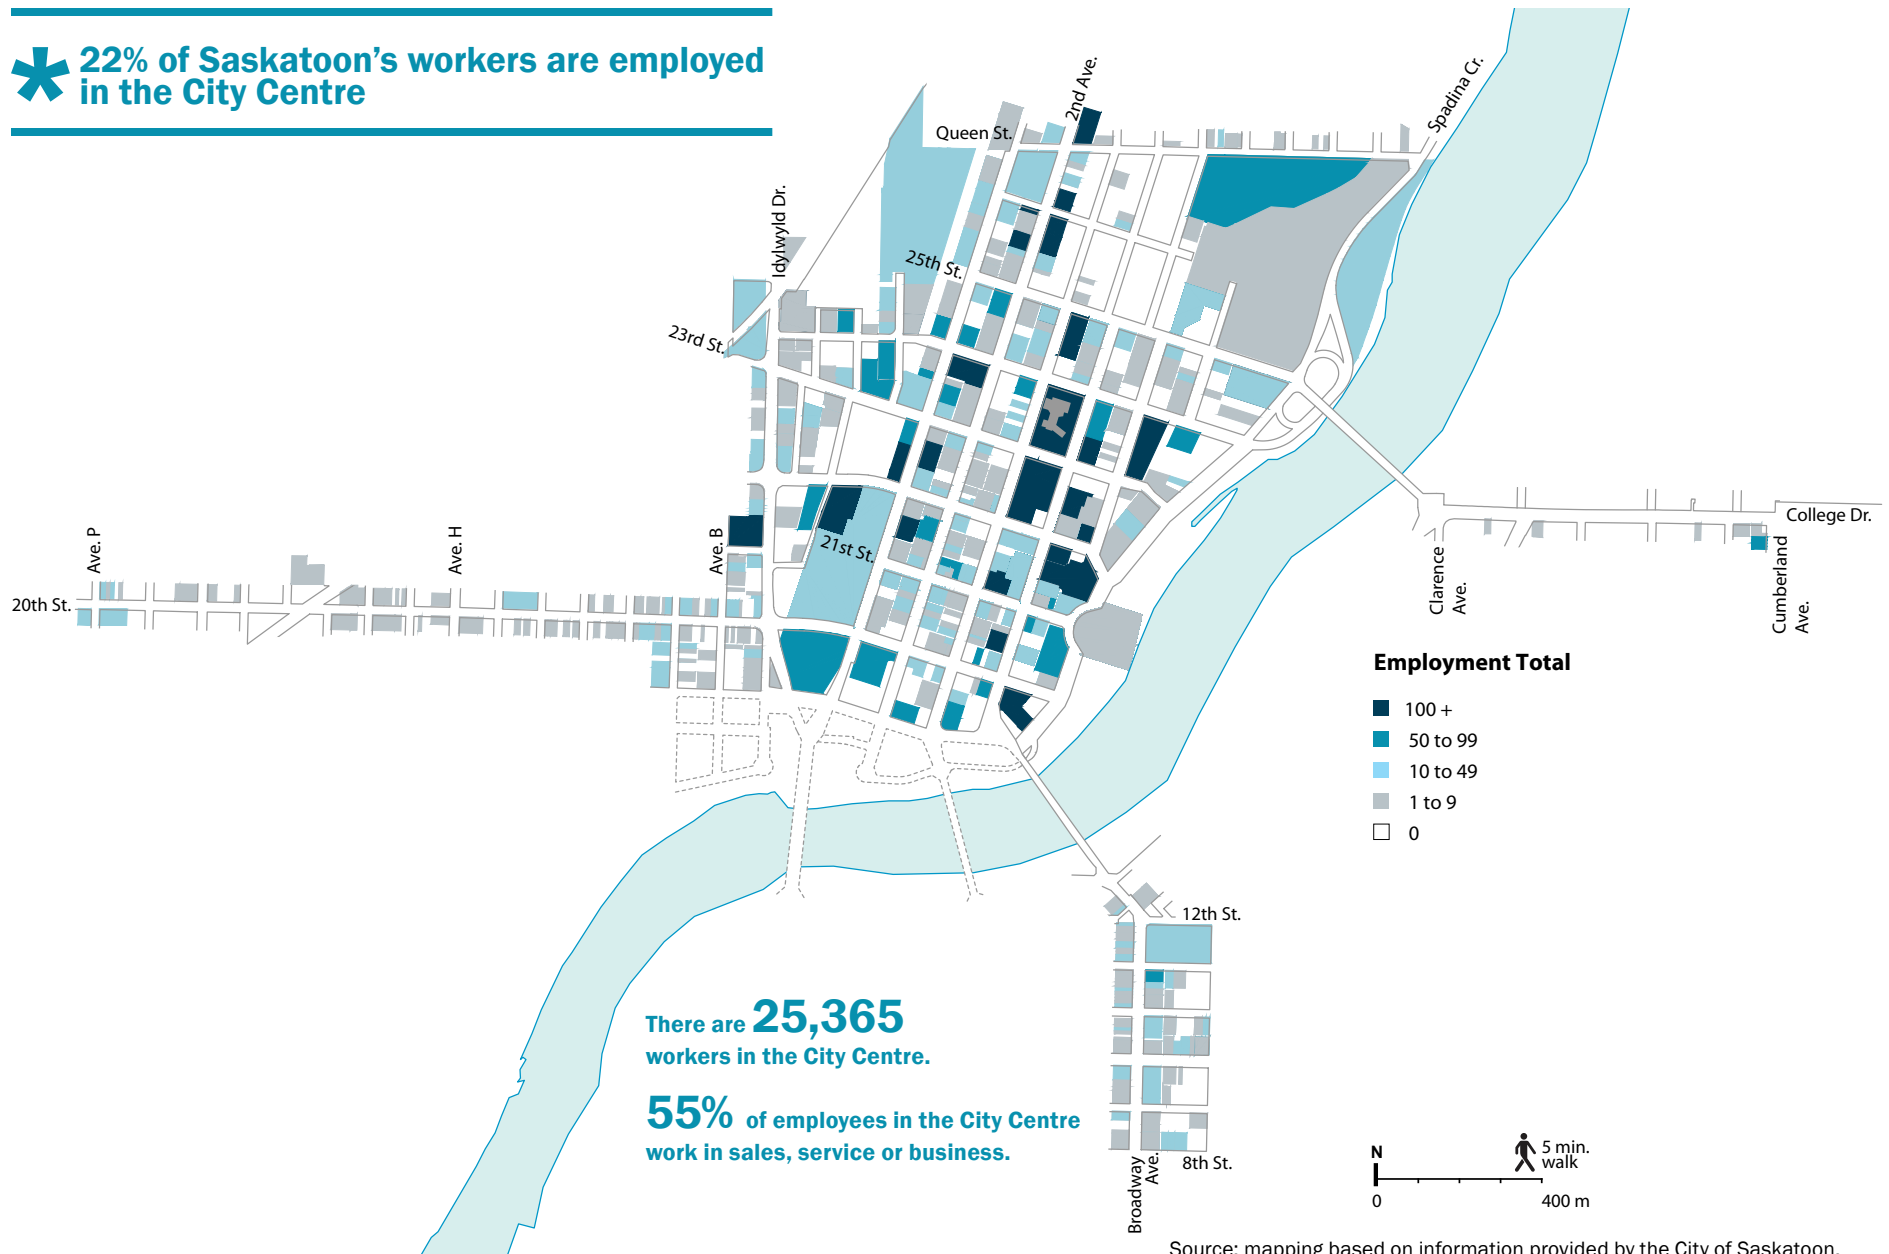 22% of Saskatoon's workers are employed
in the City Centre
2nd Ave.
Spadina Cr.
Queen St.
Idylwyld Dr.
25th St.
23rd St.
21st St.
Ave. P
Ave. H
Ave. B
20th St.
College Dr.
Clarence
Ave.
Cumberland
Ave.
Employment Total
100 +
50 to 99
10 to 49
1 to 9
0
12th St.
There are 25,365
workers in the City Centre.
55% of employees in the City Centre
work in sales, service or business.
Broadway
Ave.
8th St.
N
5 min.
walk
0
400 m
Source: mapping based on information provided by the City of Saskatoon.